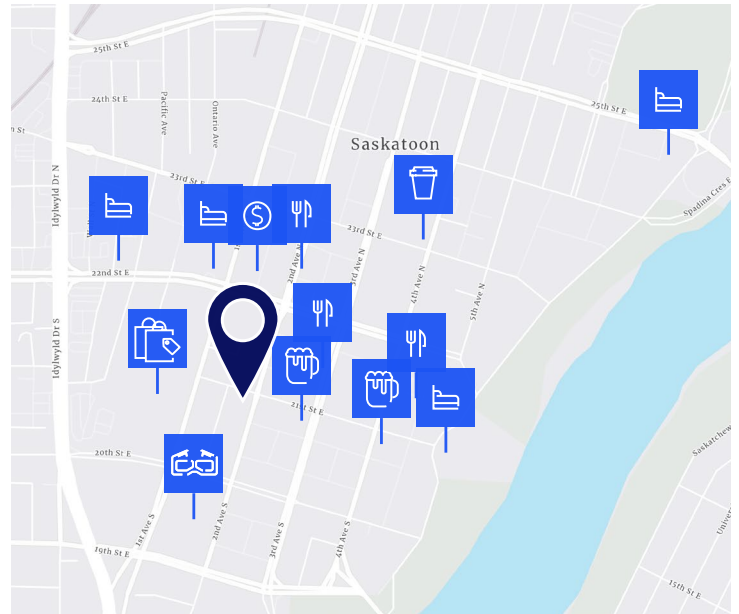 25th St E
24th St E
Pacific Ave
Ontario Ave
25th St E
Saskatoon
Idylwyld Dr N
23rd St E
Spadina Cres E
23rd St E
2nd Ave N
3rd Ave N
22nd St E
4th Ave N
5th Ave N
Idylwyld Dr S
21st St E
20th St E
1st Ave S
2nd Ave S
3rd Ave S
4th Ave S
19th St E
15th St E